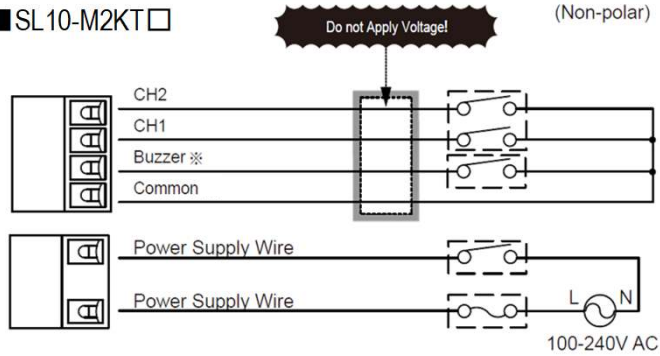 ■SL10-M2KT□
Do not Apply Voltage!
(Non-polar)
CH2
CH1
Buzzer ※
Common
Power Supply Wire
Power Supply Wire
L
N
100-240V AC